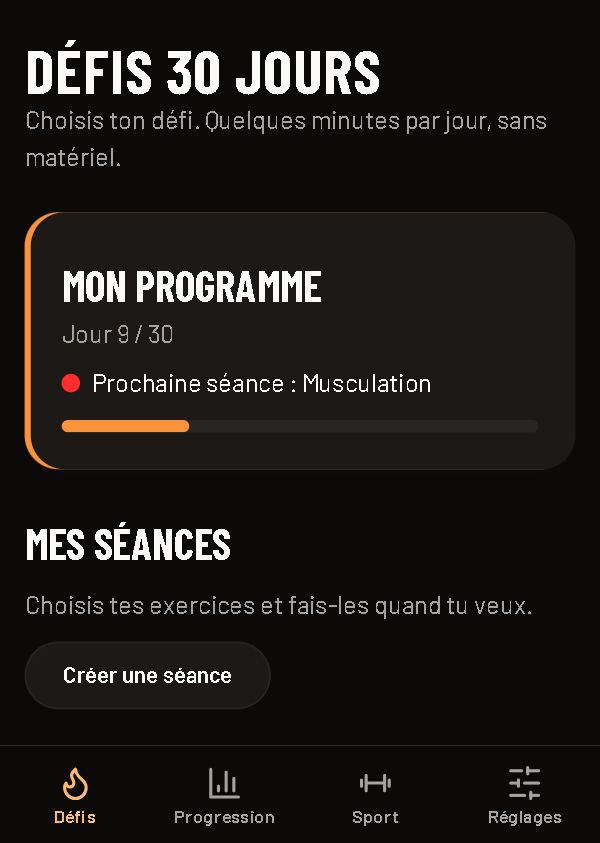 DÉFIS 30 JOURS
Choisis ton défi. Quelques minutes par jour, sans
matériel.
MON PROGRAMME
Jour 9 / 30
Prochaine séance : Musculation
MES SÉANCES
Choisis tes exercices et fais-les quand tu veux.
Créer une séance
Défis
Progression
Sport
Réglages